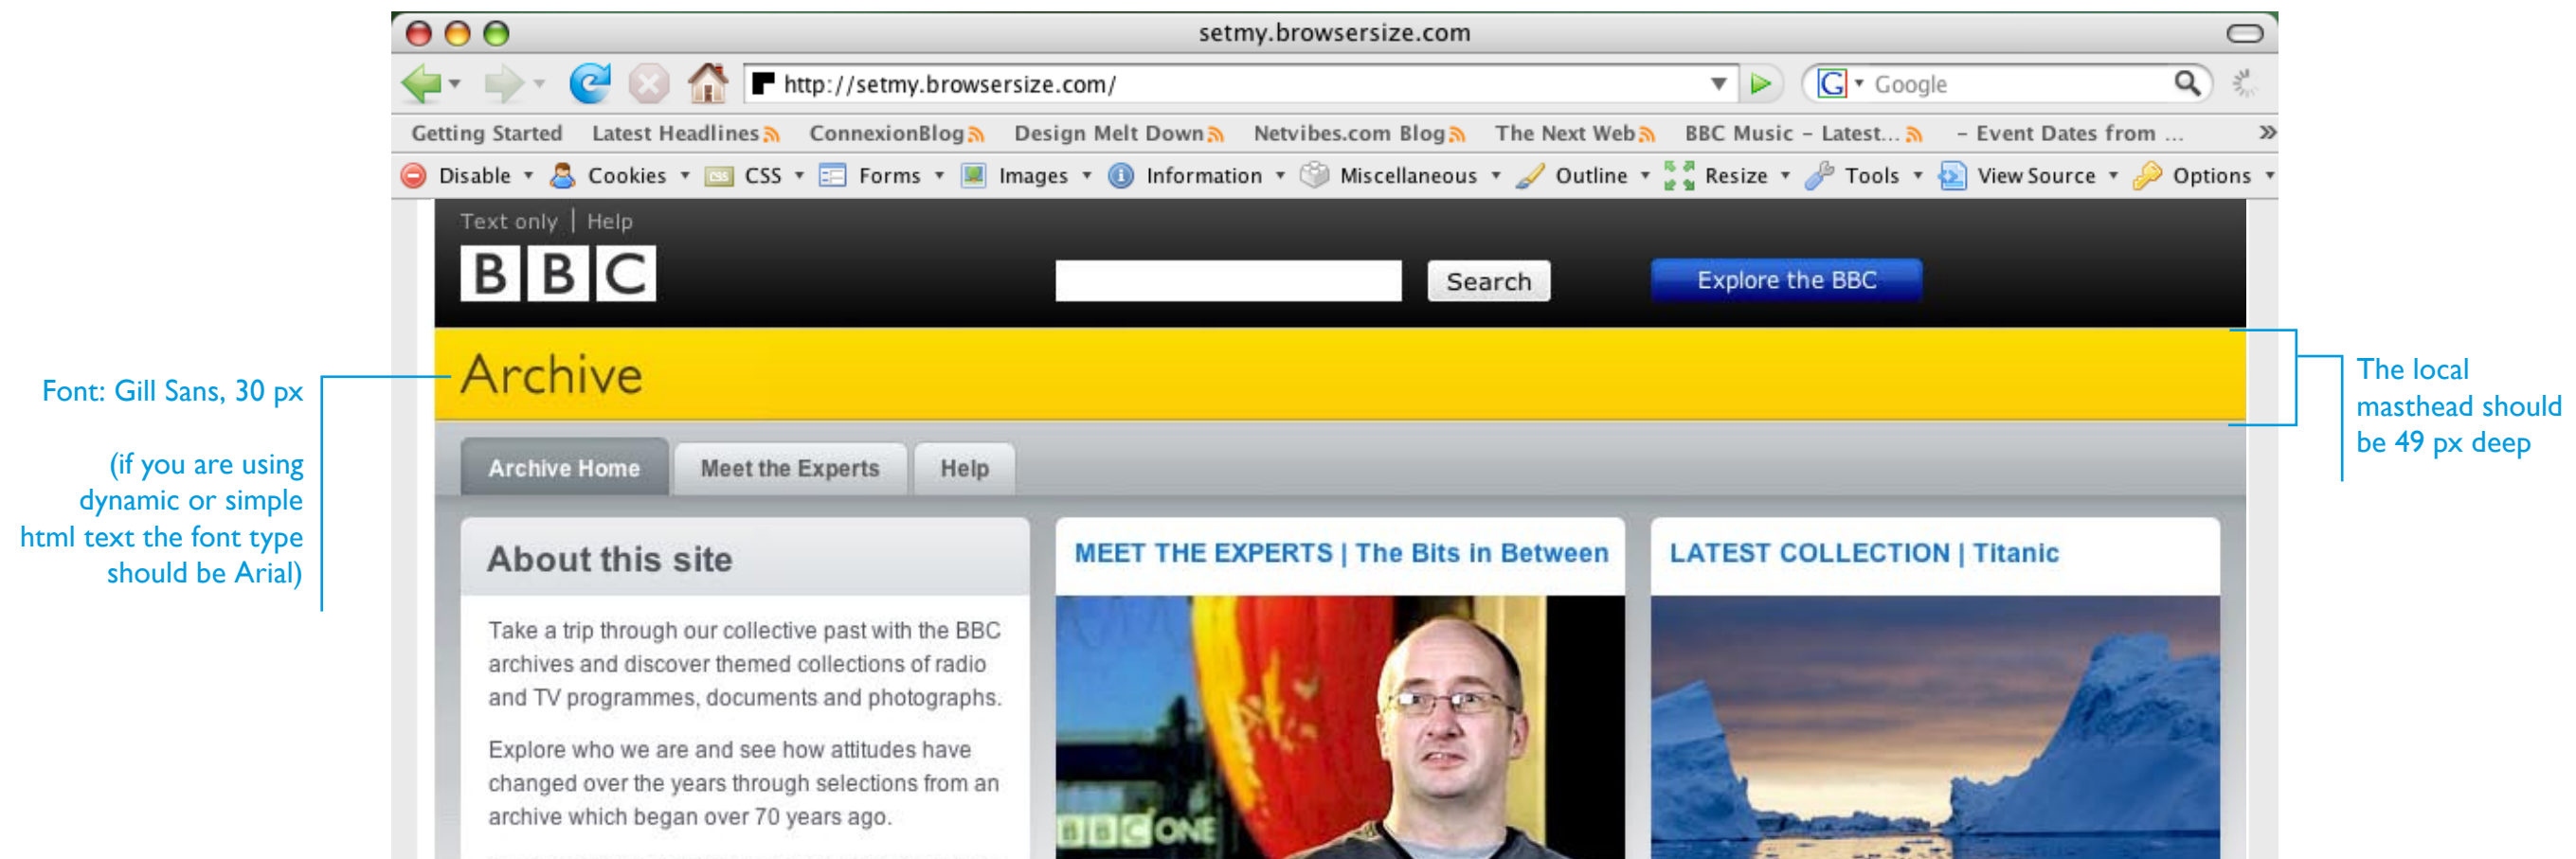 setmy.browsersize.com
http://setmy.browsersize.com/
G Google
Getting Started Latest Headlines ConnexionBlog Design Melt Down Netvibes.com Blog The Next Web BBC Music – Latest... – Event Dates from ... »
Disable Cookies CSS CSS Forms Images Information Miscellaneous Outline Resize Tools View Source Options
Text only | Help
BBC
Search
Explore the BBC
Archive
Font: Gill Sans, 30 px
(if you are using
dynamic or simple
html text the font type
should be Arial)
The local
masthead should
be 49 px deep
Archive Home Meet the Experts Help
About this site
Take a trip through our collective past with the BBC
archives and discover themed collections of radio
and TV programmes, documents and photographs.
Explore who we are and see how attitudes have
changed over the years through selections from an
archive which began over 70 years ago.
MEET THE EXPERTS | The Bits in Between
BBC ONE
LATEST COLLECTION | Titanic